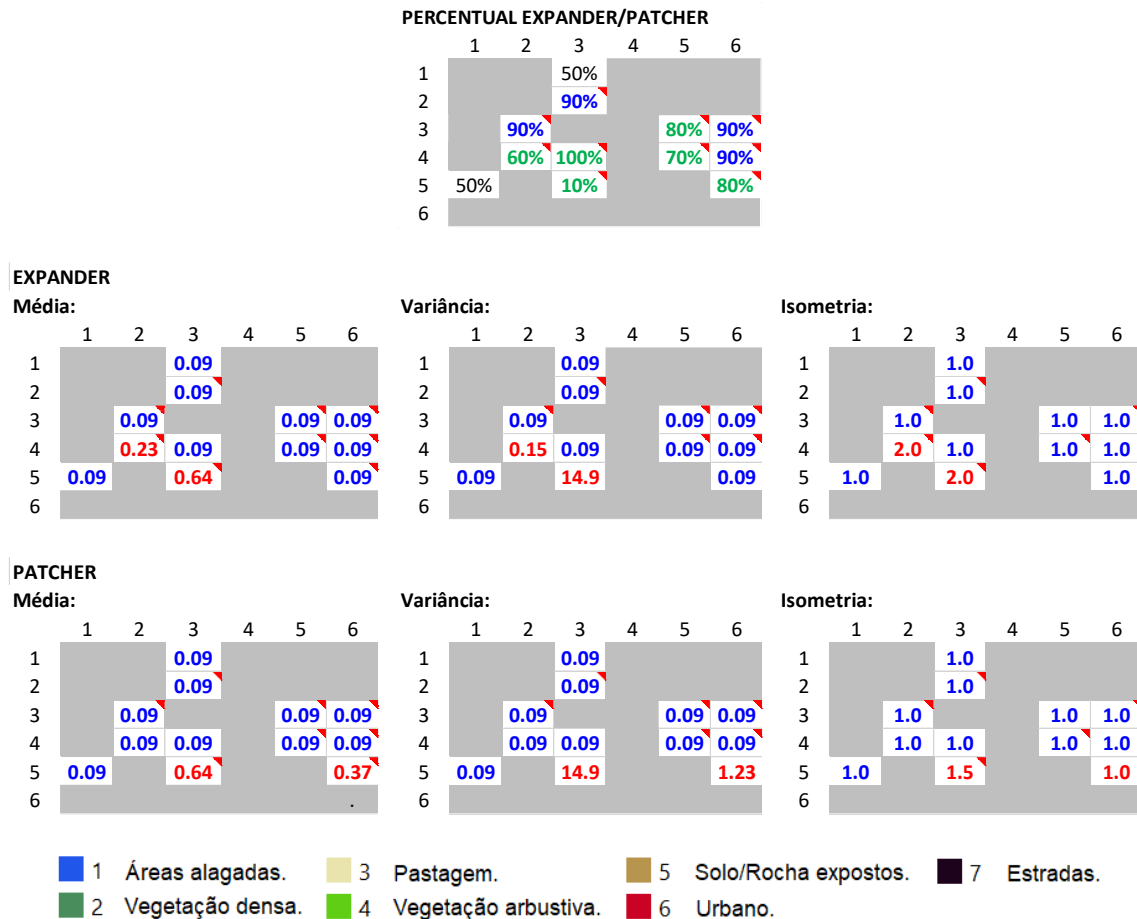 PERCENTUAL EXPANDER/PATCHER
1 2 3 4 5 6
1 50%
2 90%
3 90% 80% 90%
4 60% 100% 70% 90%
5 50% 10% 80%
6
EXPANDER
Média: Variância: Isometria:
1 2 3 4 5 6 1 2 3 4 5 6 1 2 3 4 5 6
1 0.09 1 0.09 1 1.0
2 0.09 2 0.09 2 1.0
3 0.09 0.09 0.09 3 0.09 0.09 0.09 3 1.0 1.0 1.0
4 0.23 0.09 0.09 0.09 4 0.15 0.09 0.09 0.09 4 2.0 1.0 1.0 1.0
5 0.09 0.64 0.09 5 0.09 14.9 0.09 5 1.0 2.0 1.0
6 6 6
PATCHER
Média: Variância: Isometria:
1 2 3 4 5 6 1 2 3 4 5 6 1 2 3 4 5 6
1 0.09 1 0.09 1 1.0
2 0.09 2 0.09 2 1.0
3 0.09 0.09 0.09 3 0.09 0.09 0.09 3 1.0 1.0 1.0
4 0.09 0.09 0.09 0.09 4 0.09 0.09 0.09 0.09 4 1.0 1.0 1.0 1.0
5 0.09 0.64 0.37 5 0.09 14.9 1.23 5 1.0 1.5 1.0
6 . 6 6
1 Áreas alagadas. 3 Pastagem. 5 Solo/Rocha expostos. 7 Estradas.
2 Vegetação densa. 4 Vegetação arbustiva. 6 Urbano.